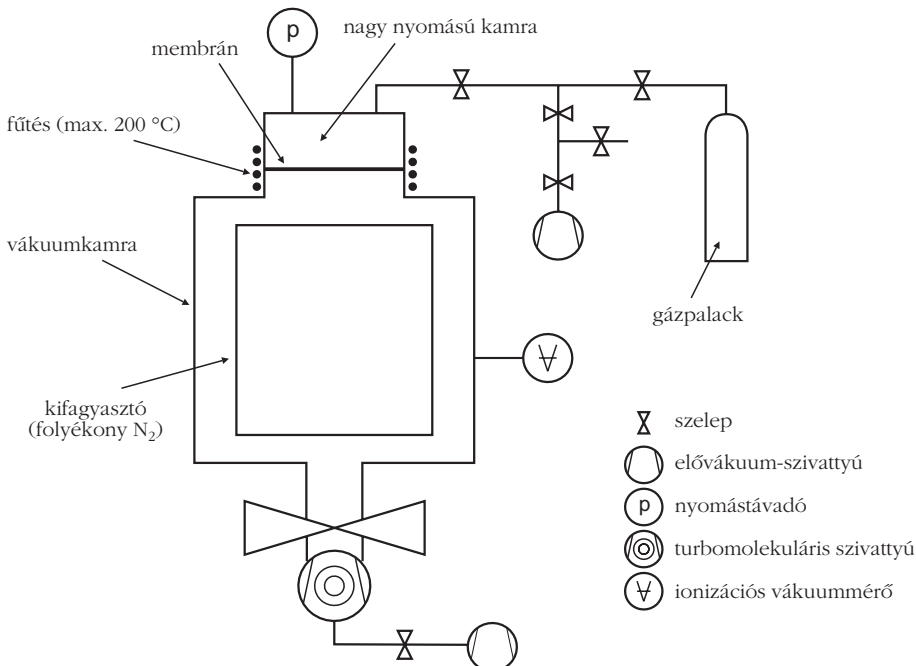 p
nagy nyomású kamra
membrán
fűtés (max. 200 °C)
vákuumkamra
gázpalack
kifagyasztó
(folyékony N₂)
szelep
elővákuum-szivattyú
p
nyomástávadó
turbomolekuláris szivattyú
ionizációs vákuummérő